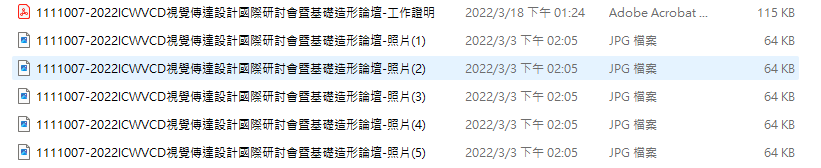 1111007-2022ICWVCD視覺傳達設計國際研討會暨基礎造形論壇-工作證明 2022/3/18 下午 01:24 Adobe Acrobat ... 115 KB
1111007-2022ICWVCD視覺傳達設計國際研討會暨基礎造形論壇-照片(1) 2022/3/3 下午 02:05 JPG 檔案 64 KB
1111007-2022ICWVCD視覺傳達設計國際研討會暨基礎造形論壇-照片(2) 2022/3/3 下午 02:05 JPG 檔案 64 KB
1111007-2022ICWVCD視覺傳達設計國際研討會暨基礎造形論壇-照片(3) 2022/3/3 下午 02:05 JPG 檔案 64 KB
1111007-2022ICWVCD視覺傳達設計國際研討會暨基礎造形論壇-照片(4) 2022/3/3 下午 02:05 JPG 檔案 64 KB
1111007-2022ICWVCD視覺傳達設計國際研討會暨基礎造形論壇-照片(5) 2022/3/3 下午 02:05 JPG 檔案 64 KB